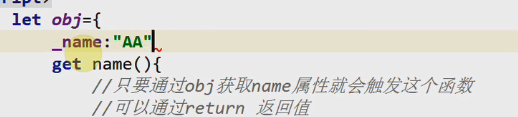 let obj={
_name:"AA"
get name(){
//只要通过obj获取name属性就会触发这个函数
//可以通过return 返回值